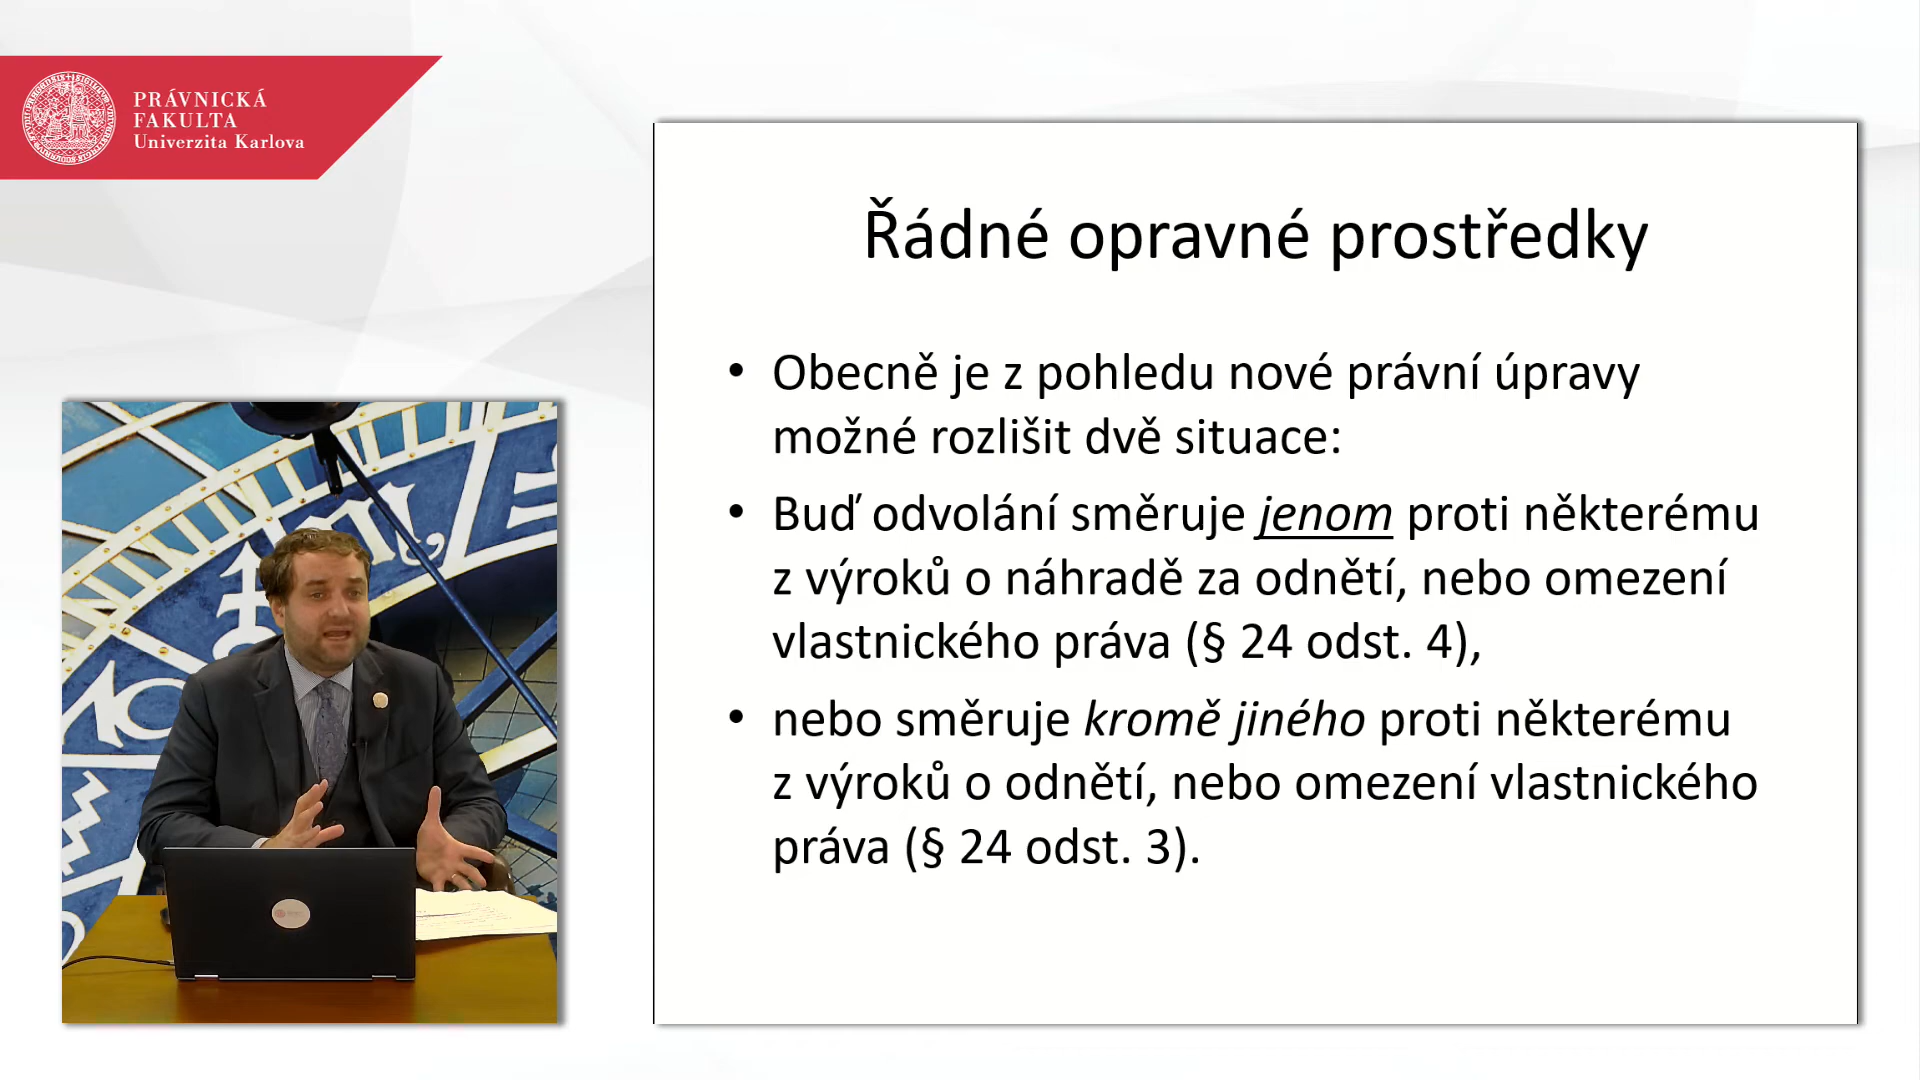 PRÁVNICKÁ
FAKULTA
Univerzita Karlova
Řádné opravné prostředky
• Obecně je z pohledu nové právní úpravy
možné rozlišit dvě situace:
• Buď odvolání směruje jenom proti některému
z výroků o náhradě za odnětí, nebo omezení
vlastnického práva (§ 24 odst. 4),
• nebo směruje kromě jiného proti některému
z výroků o odnětí, nebo omezení vlastnického
práva (§ 24 odst. 3).